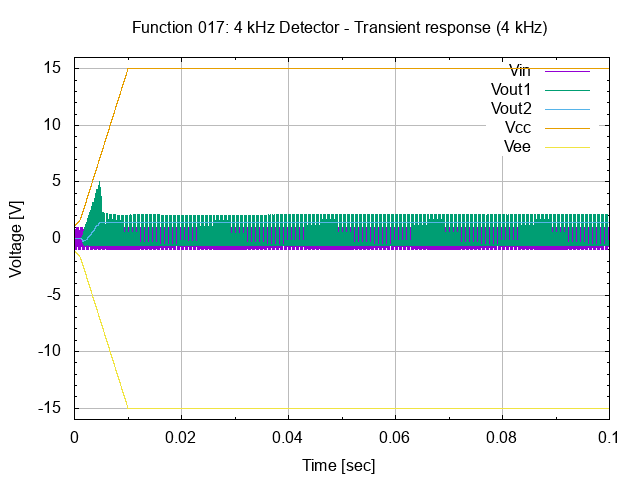 Function 017: 4 kHz Detector - Transient response (4 kHz)
Vin
Vout1
Vout2
Vcc
Vee
15
10
5
0
-5
-10
-15
Voltage [V]
0
0.02
0.04
0.06
0.08
0.1
Time [sec]